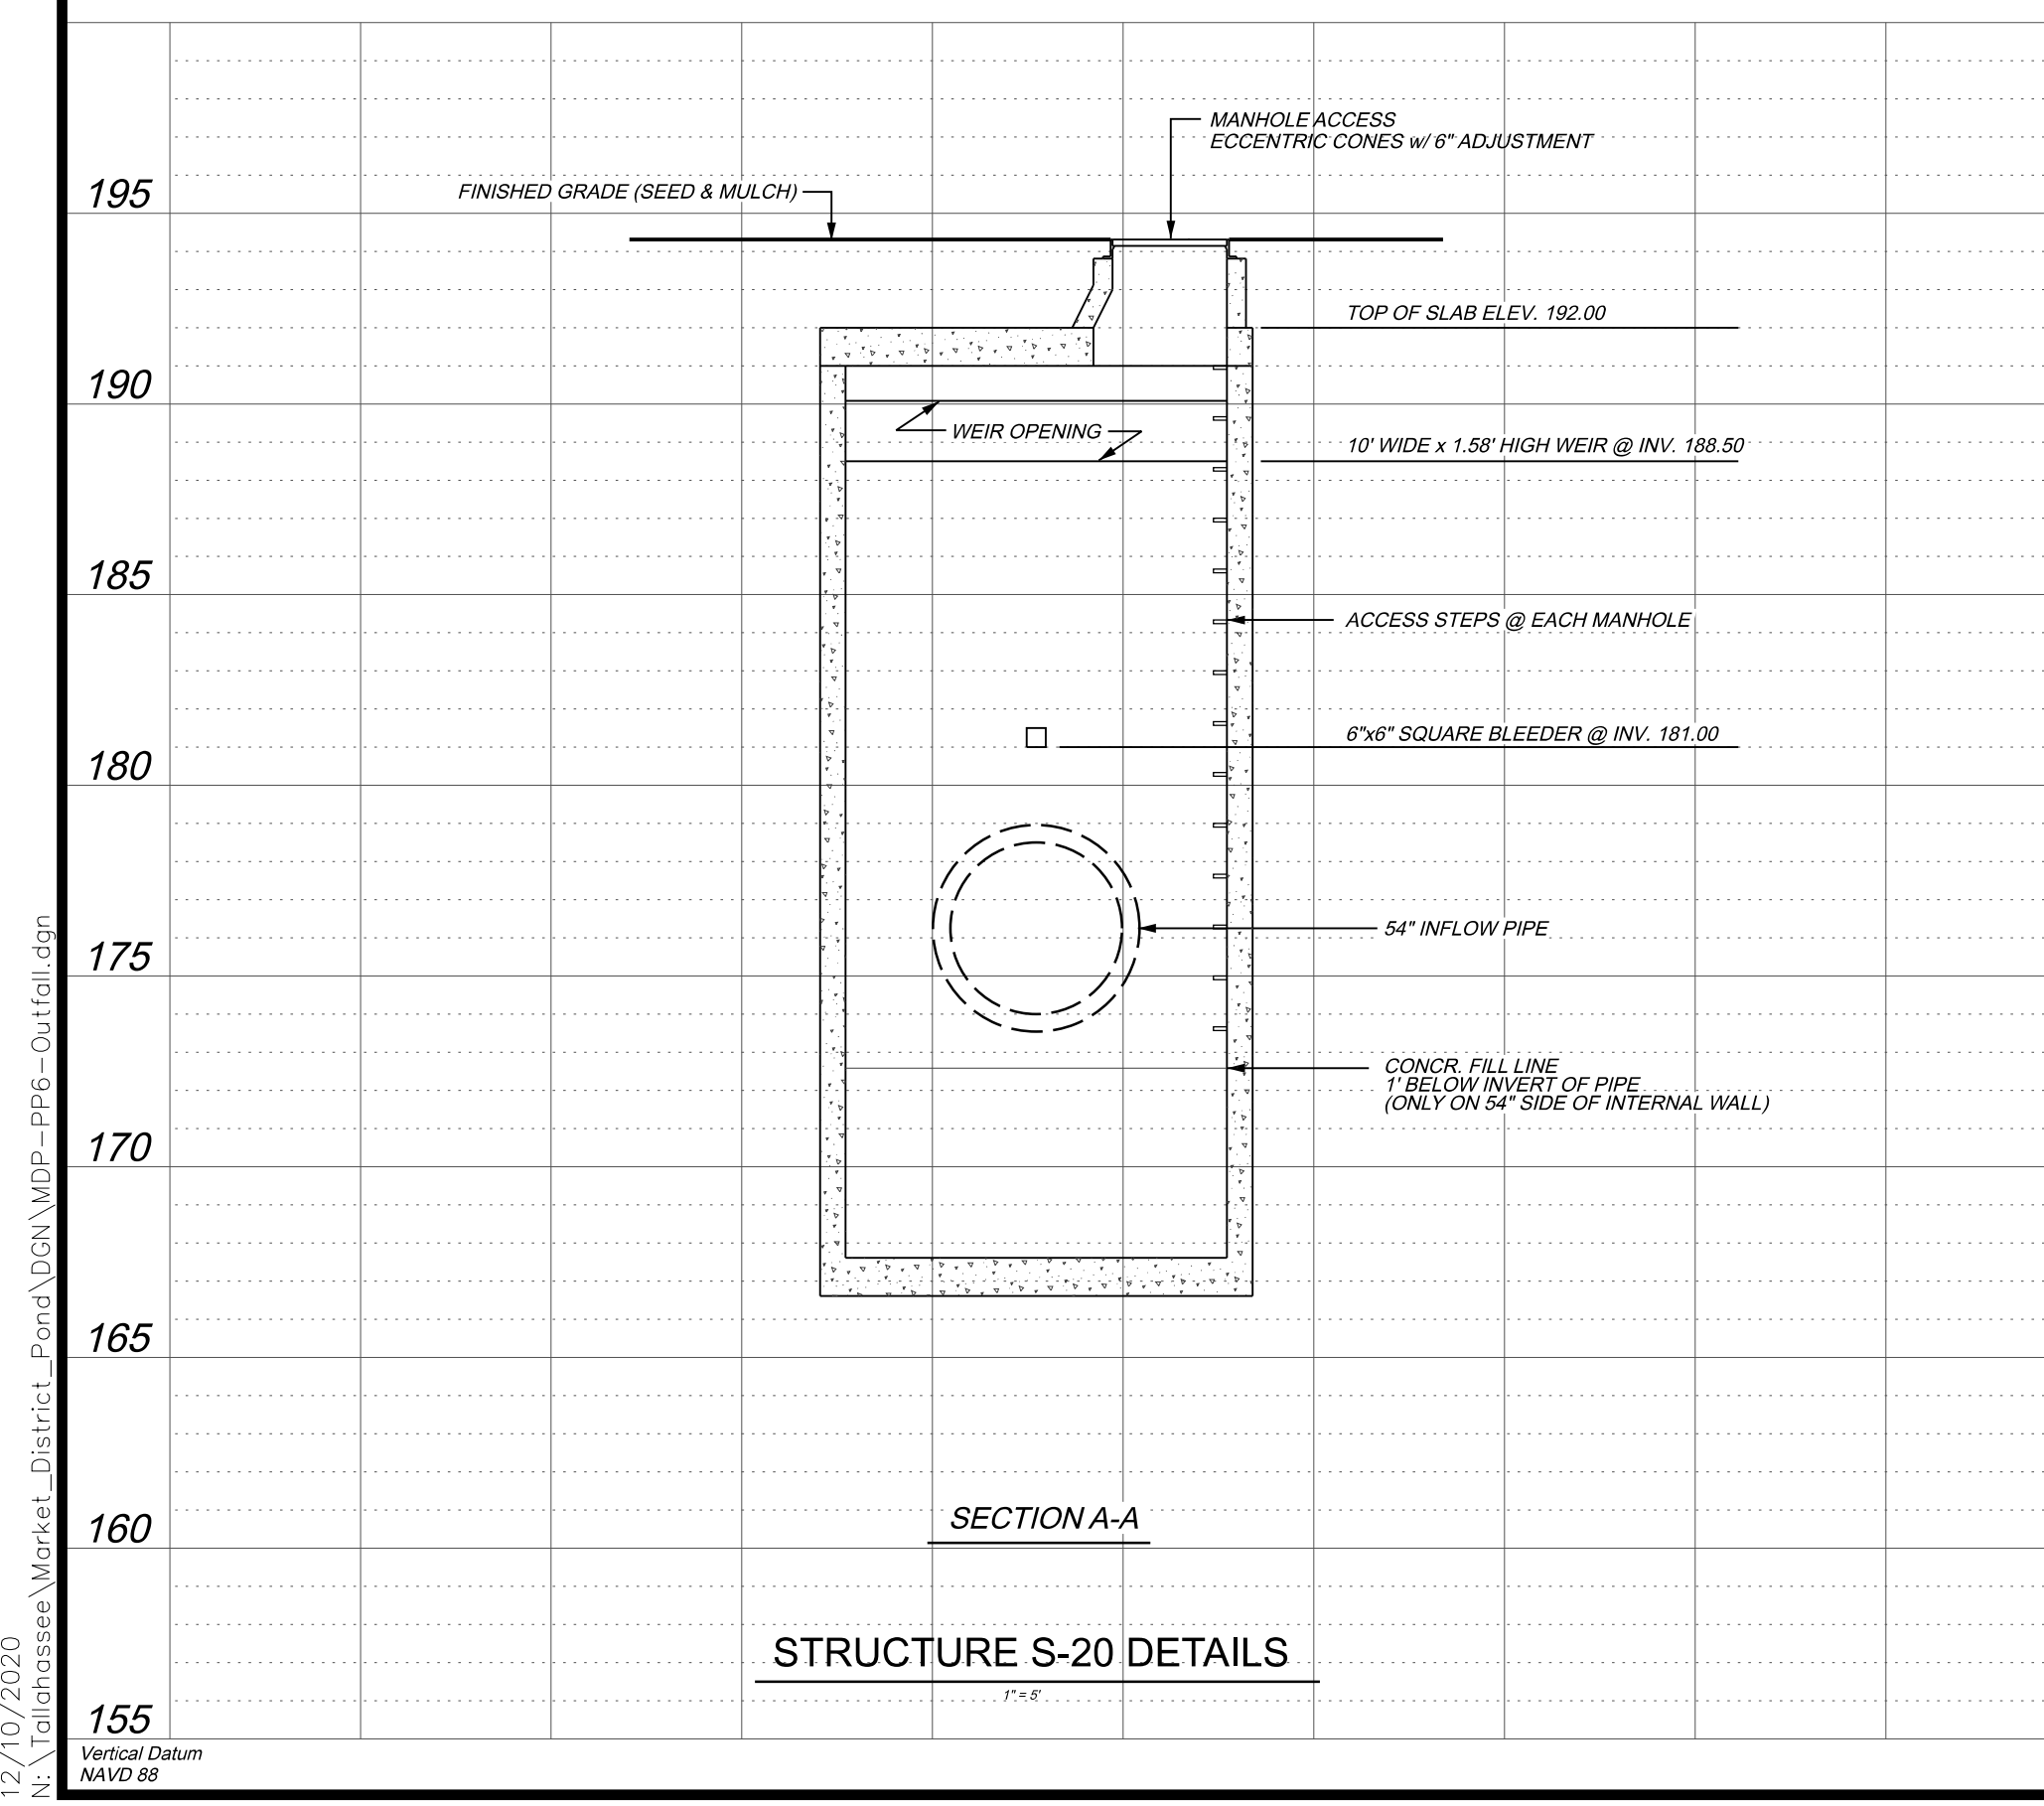 MANHOLE ACCESS
ECCENTRIC CONES w/ 6" ADJUSTMENT
195
FINISHED GRADE (SEED & MULCH)
TOP OF SLAB ELEV. 192.00
190
WEIR OPENING
10' WIDE x 1.58' HIGH WEIR @ INV. 188.50
185
ACCESS STEPS @ EACH MANHOLE
6"x6" SQUARE BLEEDER @ INV. 181.00
180
54" INFLOW PIPE
175
CONCR. FILL LINE
1' BELOW INVERT OF PIPE
(ONLY ON 54" SIDE OF INTERNAL WALL)
170
165
160
SECTION A-A
STRUCTURE S-20 DETAILS
1" = 5'
155
Vertical Datum
NAVD 88
12/10/2020
N:\Tallahassee\Market_District_Pond\DGN\MDP-PP6-Outfall.dgn